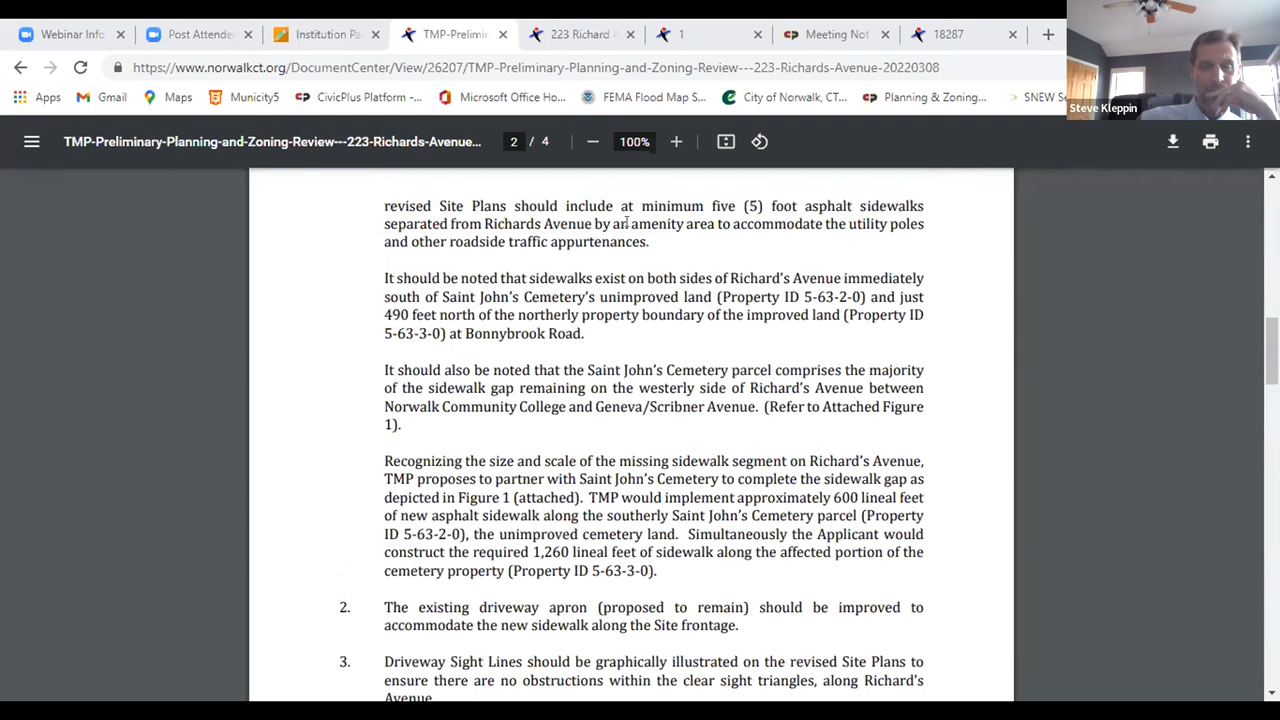 Webinar Info
Post Attende
Institution Pa
TMP-Prelimin
223 Richard
1
Meeting Not
18287
https://www.norwalkct.org/DocumentCenter/View/26207/TMP-Preliminary-Planning-and-Zoning-Review---223-Richards-Avenue-20220308
Steve Kleppin
Apps
Gmail
Maps
Municity5
CivicPlus Platform -...
Microsoft Office Ho...
FEMA Flood Map S...
City of Norwalk, CT...
Planning & Zoning...
SNEW S
TMP-Preliminary-Planning-and-Zoning-Review---223-Richards-Avenue...
2 / 4
100%
revised Site Plans should include at minimum five (5) foot asphalt sidewalks
separated from Richards Avenue by an amenity area to accommodate the utility poles
and other roadside traffic appurtenances.
It should be noted that sidewalks exist on both sides of Richard's Avenue immediately
south of Saint John's Cemetery's unimproved land (Property ID 5-63-2-0) and just
490 feet north of the northerly property boundary of the improved land (Property ID
5-63-3-0) at Bonnybrook Road.
It should also be noted that the Saint John's Cemetery parcel comprises the majority
of the sidewalk gap remaining on the westerly side of Richard's Avenue between
Norwalk Community College and Geneva/Scribner Avenue. (Refer to Attached Figure
1).
Recognizing the size and scale of the missing sidewalk segment on Richard's Avenue,
TMP proposes to partner with Saint John's Cemetery to complete the sidewalk gap as
depicted in Figure 1 (attached). TMP would implement approximately 600 lineal feet
of new asphalt sidewalk along the southerly Saint John's Cemetery parcel (Property
ID 5-63-2-0), the unimproved cemetery land. Simultaneously the Applicant would
construct the required 1,260 lineal feet of sidewalk along the affected portion of the
cemetery property (Property ID 5-63-3-0).
2. The existing driveway apron (proposed to remain) should be improved to
accommodate the new sidewalk along the Site frontage.
3. Driveway Sight Lines should be graphically illustrated on the revised Site Plans to
ensure there are no obstructions within the clear sight triangles, along Richard's
Avenue.